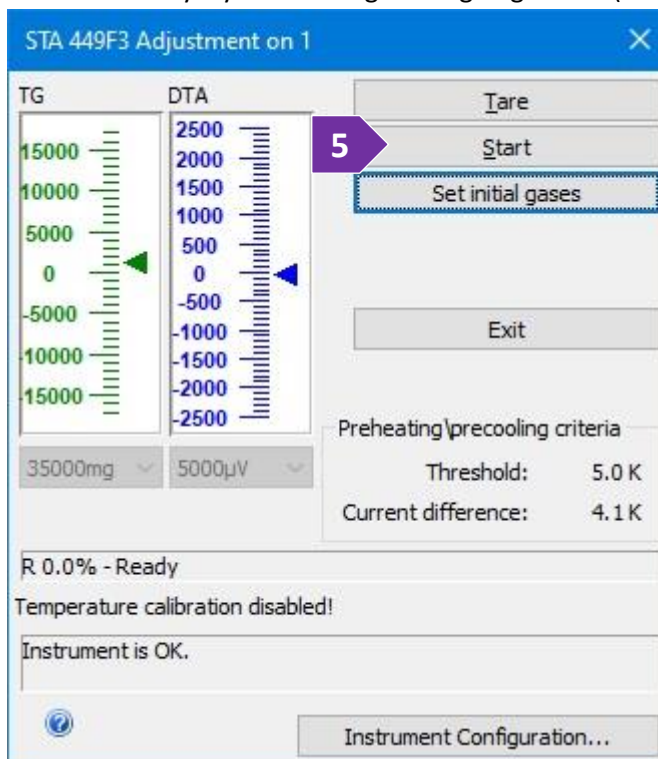 STA 449F3 Adjustment on 1
TG
DTA
15000
10000
5000
0
-5000
10000
15000
2500
2000
1500
1000
500
0
-500
-1000
-1500
-2000
-2500
35000mg
5000µV
Tare
5
Start
Set initial gases
Exit
Preheating\precooling criteria
Threshold: 5.0 K
Current difference: 4.1 K
R 0.0% - Ready
Temperature calibration disabled!
Instrument is OK.
Instrument Configuration...